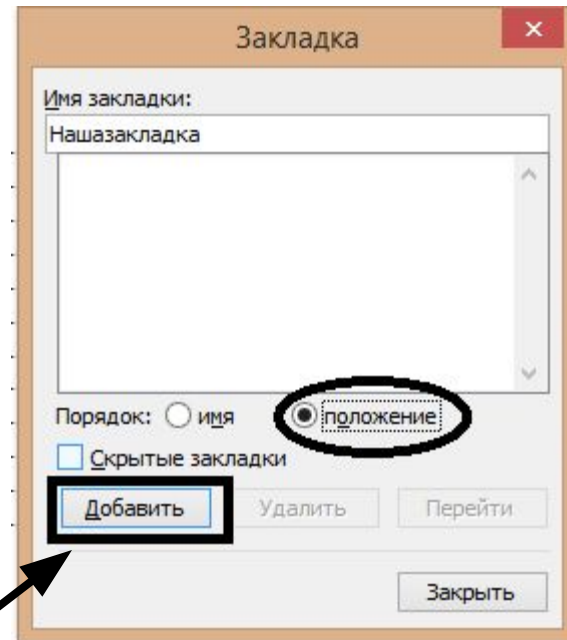 Закладка
Имя закладки:
Нашазакладка
Порядок: имя положение
Скрытые закладки
Добавить Удалить Перейти
Закрыть